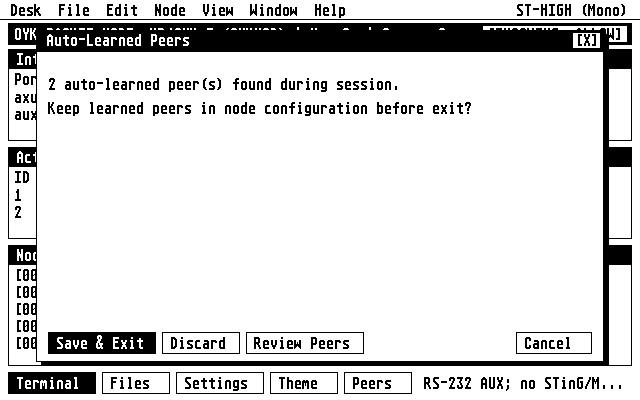 Desk File Edit Node View Window Help ST-HIGH (Mono)
Auto-Learned Peers [X]
2 auto-learned peer(s) found during session.
Keep learned peers in node configuration before exit?
ID
1
2
Save & Exit Discard Review Peers Cancel
Terminal Files Settings Theme Peers RS-232 AUX; no STinG/M...